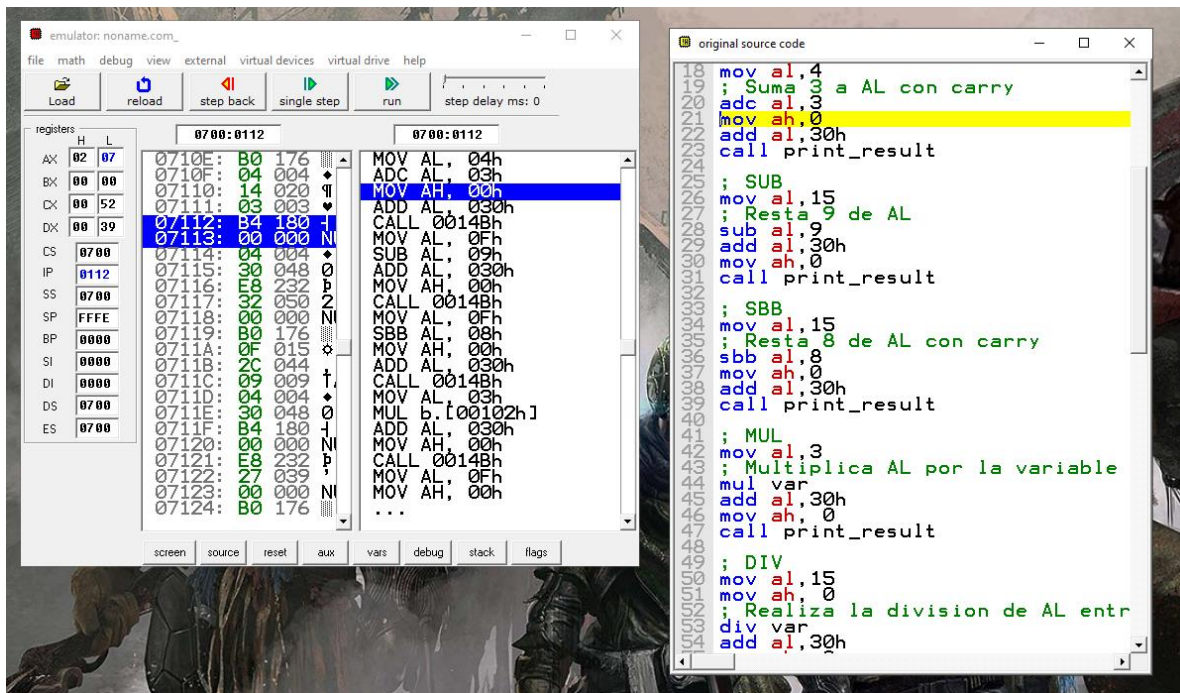 emulator: noname.com_
file math debug view external virtual devices virtual drive help
Load reload step back single step run step delay ms: 0
registers
H L
AX 02 07
BX 00 00
CX 00 52
DX 00 39
CS 0700
IP 0112
SS 0700
SP FFFE
BP 0000
SI 0000
DI 0000
DS 0700
ES 0700
0700:0112
0710E: B0 176
0710F: 04 004 ♦
07110: 14 020 ¶
07111: 03 003 ♥
07112: B4 180 ┤
07113: 00 000 NU
07114: 04 004 ♦
07115: 30 048 0
07116: E8 232 Þ
07117: 32 050 2
07118: 00 000 NU
07119: B0 176
0711A: 0F 015 ☼
0711B: 2C 044 ,
0711C: 09 009
0711D: 04 004 ♦
0711E: 30 048 0
0711F: B4 180 ┤
07120: 00 000 NU
07121: E8 232 Þ
07122: 27 039 '
07123: 00 000 NU
07124: B0 176
0700:0112
MOV AL, 04h
ADC AL, 03h
MOV AH, 00h
ADD AL, 030h
CALL 0014Bh
MOV AL, 0Fh
SUB AL, 09h
ADD AL, 030h
MOV AH, 00h
CALL 0014Bh
MOV AL, 0Fh
SBB AL, 08h
MOV AH, 00h
ADD AL, 030h
CALL 0014Bh
MOV AL, 03h
MUL b.[00102h]
ADD AL, 030h
MOV AH, 00h
CALL 0014Bh
MOV AL, 0Fh
MOV AH, 00h
...
screen source reset aux vars debug stack flags
original source code
18 mov al,4
19 ; Suma 3 a AL con carry
20 adc al,3
21 mov ah,0
22 add al,30h
23 call print_result
24
25 ; SUB
26 mov al,15
27 ; Resta 9 de AL
28 sub al,9
29 add al,30h
30 mov ah,0
31 call print_result
32
33 ; SBB
34 mov al,15
35 ; Resta 8 de AL con carry
36 sbb al,8
37 mov ah,0
38 add al,30h
39 call print_result
40
41 ; MUL
42 mov al,3
43 ; Multiplica AL por la variable
44 mul var
45 add al,30h
46 mov ah, 0
47 call print_result
48
49 ; DIV
50 mov al,15
51 mov ah, 0
52 ; Realiza la division de AL entr
53 div var
54 add al,30h